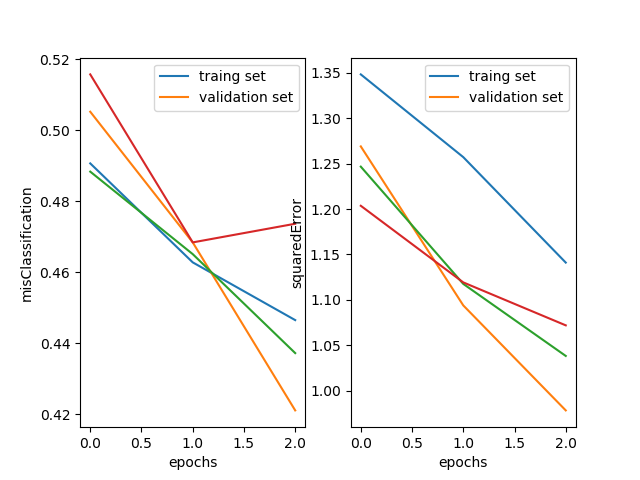 0.52
0.50
0.48
0.46
0.44
0.42
misClassification
0.0 0.5 1.0 1.5 2.0
epochs
traing set
validation set
1.35
1.30
1.25
1.20
1.15
1.10
1.05
1.00
squaredError
0.0 0.5 1.0 1.5 2.0
epochs
traing set
validation set